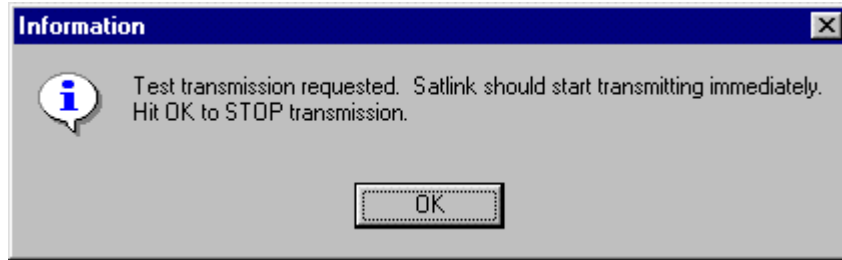 Information
Test transmission requested.  Satlink should start transmitting immediately.
Hit OK to STOP transmission.
OK